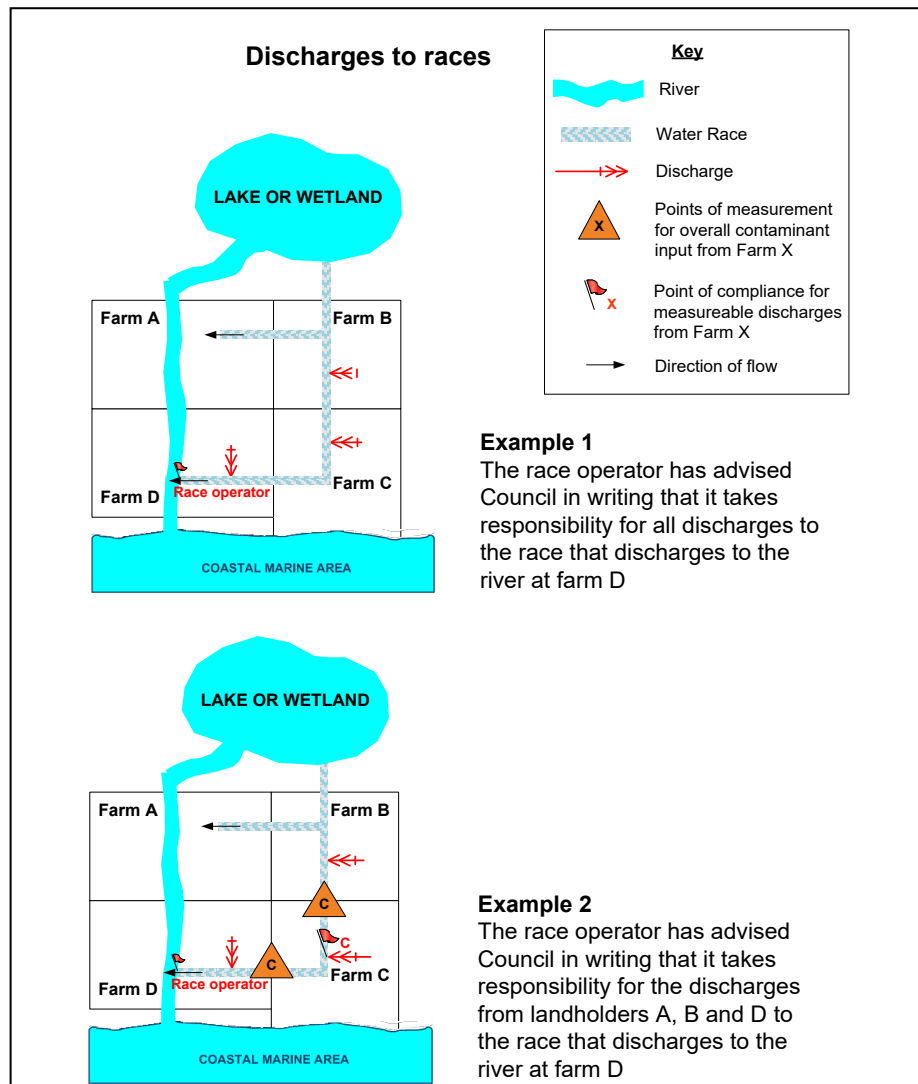 Discharges to races
Key
River
Water Race
Discharge
X
Points of measurement
for overall contaminant
input from Farm X
X
Point of compliance for
measureable discharges
from Farm X
Direction of flow
LAKE OR WETLAND
Farm A
Farm B
Farm D
Race operator
Farm C
COASTAL MARINE AREA
Example 1
The race operator has advised
Council in writing that it takes
responsibility for all discharges to
the race that discharges to the
river at farm D
LAKE OR WETLAND
Farm A
Farm B
C
C
C
Farm D
Race operator
Farm C
COASTAL MARINE AREA
Example 2
The race operator has advised
Council in writing that it takes
responsibility for the discharges
from landholders A, B and D to
the race that discharges to the
river at farm D